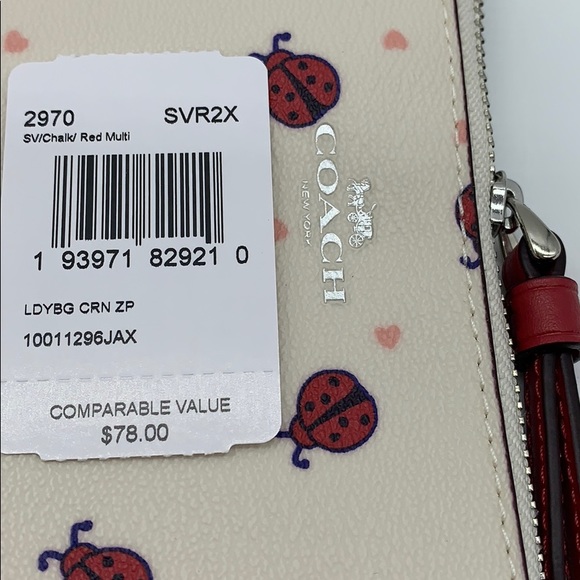 2970 SVR2X
SV/Chalk/ Red Multi
1 93971 82921 0
LDYBG CRN ZP
10011296JAX
COMPARABLE VALUE
$78.00
COACH
NEW YORK